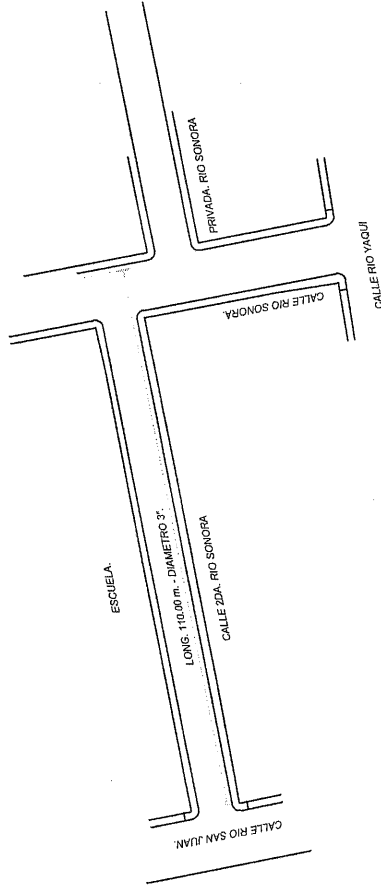 PRIVADA. RIO SONORA
CALLE RIO SONORA.
CALLE RIO YAQUI
ESCUELA.
LONG. 110.00 m. - DIAMETRO 3".
CALLE 2DA. RIO SONORA
CALLE RIO SAN JUAN.